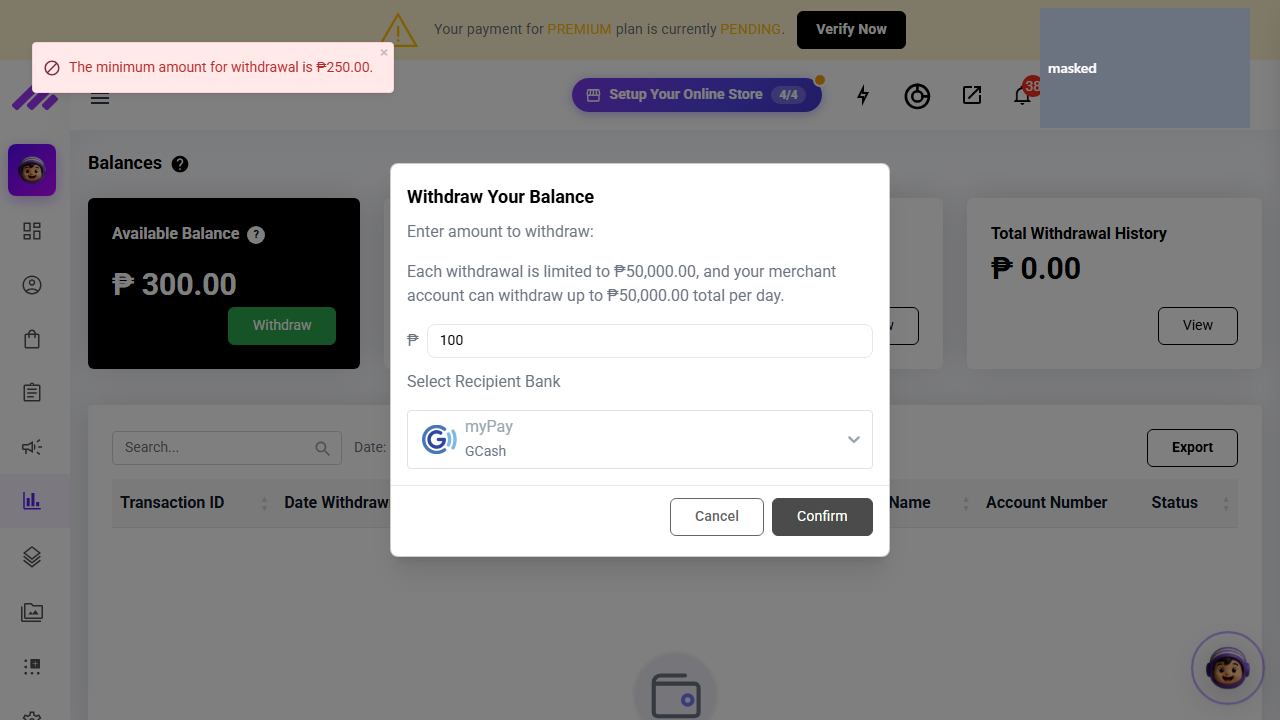 Your payment for PREMIUM plan is currently PENDING.
Verify Now
The minimum amount for withdrawal is ₱250.00.
masked
Setup Your Online Store
4/4
38
Balances
Available Balance
₱ 300.00
Withdraw
Total Withdrawal History
₱ 0.00
View
Withdraw Your Balance
Enter amount to withdraw:
Each withdrawal is limited to ₱50,000.00, and your merchant
account can withdraw up to ₱50,000.00 total per day.
₱ 100
Select Recipient Bank
myPay
GCash
Cancel
Confirm
Search...
Date:
Export
Transaction ID
Date Withdraw
Name
Account Number
Status